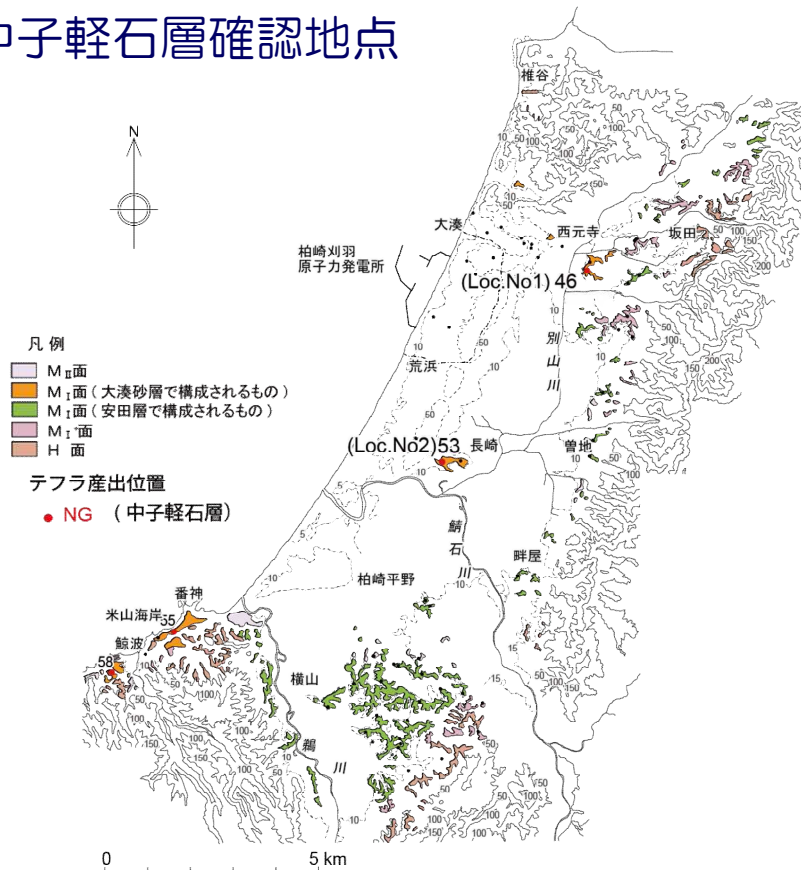 中子軽石層確認地点
N
椎谷
大湊
西元寺
坂田
柏崎刈羽
原子力発電所
(Loc.No1) 46
別山川
荒浜
凡 例
MⅡ面
MⅠ面(大湊砂層で構成されるもの)
MⅠ面(安田層で構成されるもの)
MⅠ'面
H 面
(Loc.No2)53
長崎
曽地
テフラ産出位置
NG (中子軽石層)
鯖石川
柏崎平野
畔屋
番神
米山海岸
55
鯨波
58
横山
鵜川
0 5 km